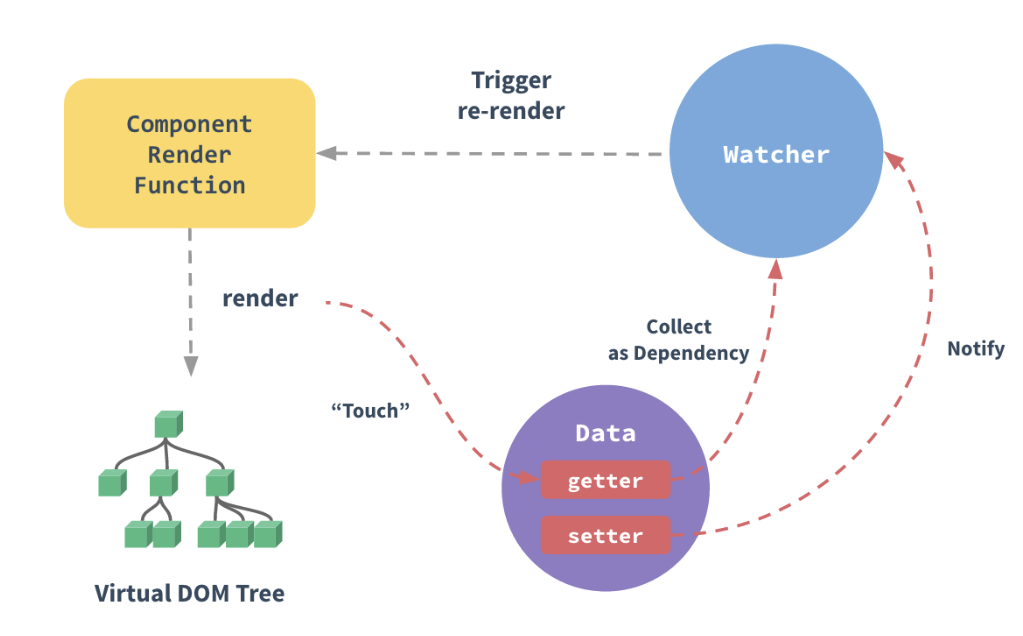 Trigger
re-render
Component
Render
Function
Watcher
render
Collect
as Dependency
Notify
“Touch”
Data
getter
setter
Virtual DOM Tree